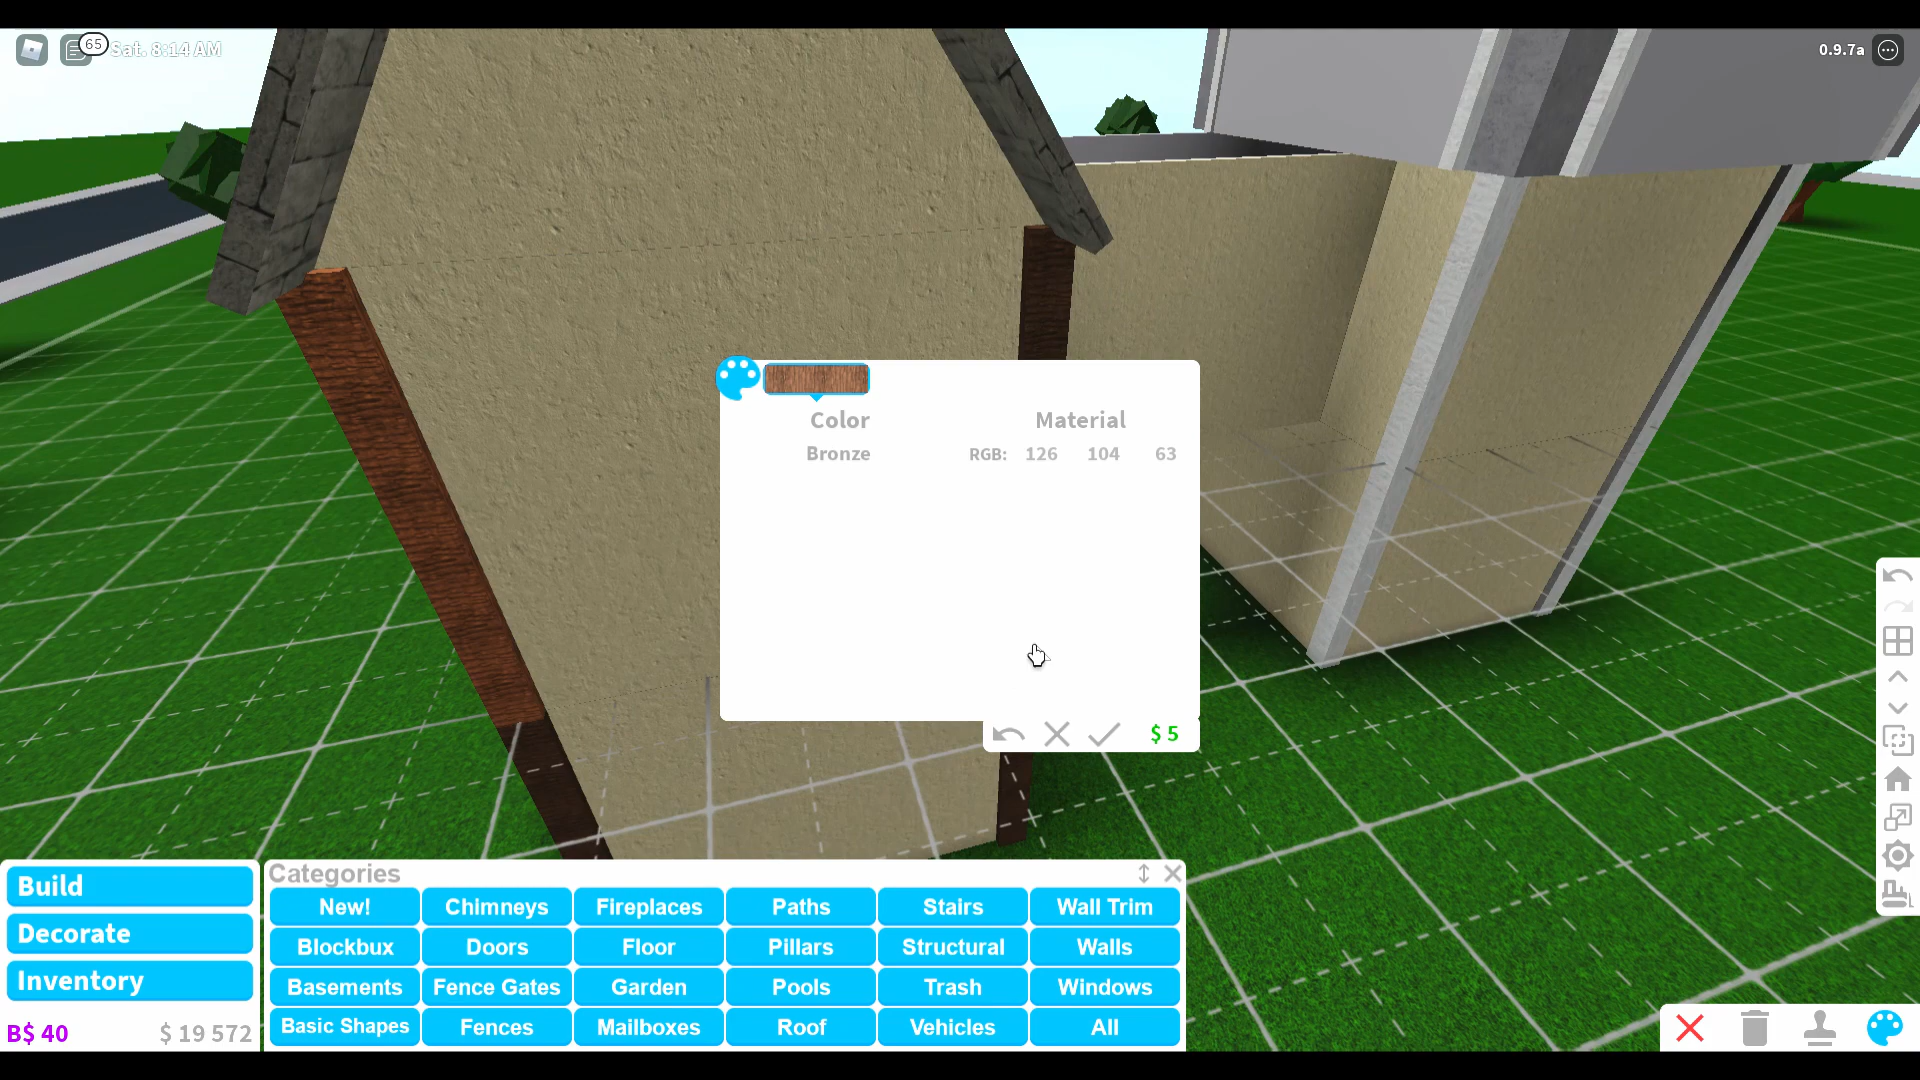 65 Sat. 8:14 AM
0.9.7a
Color Material
Bronze RGB: 126 104 63
$ 5
Build
Decorate
Inventory
B$ 40 $ 19 572
Categories
New! Chimneys Fireplaces Paths Stairs Wall Trim
Blockbux Doors Floor Pillars Structural Walls
Basements Fence Gates Garden Pools Trash Windows
Basic Shapes Fences Mailboxes Roof Vehicles All